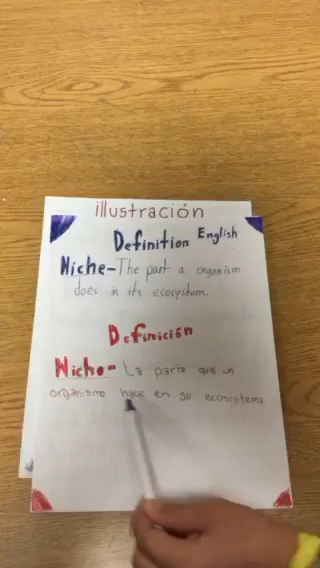 illustración
Definition English
Niche-The part a organism
does in its ecosystem.
Definición
Nicho- La parte que un
organismo hace en so ecosistema